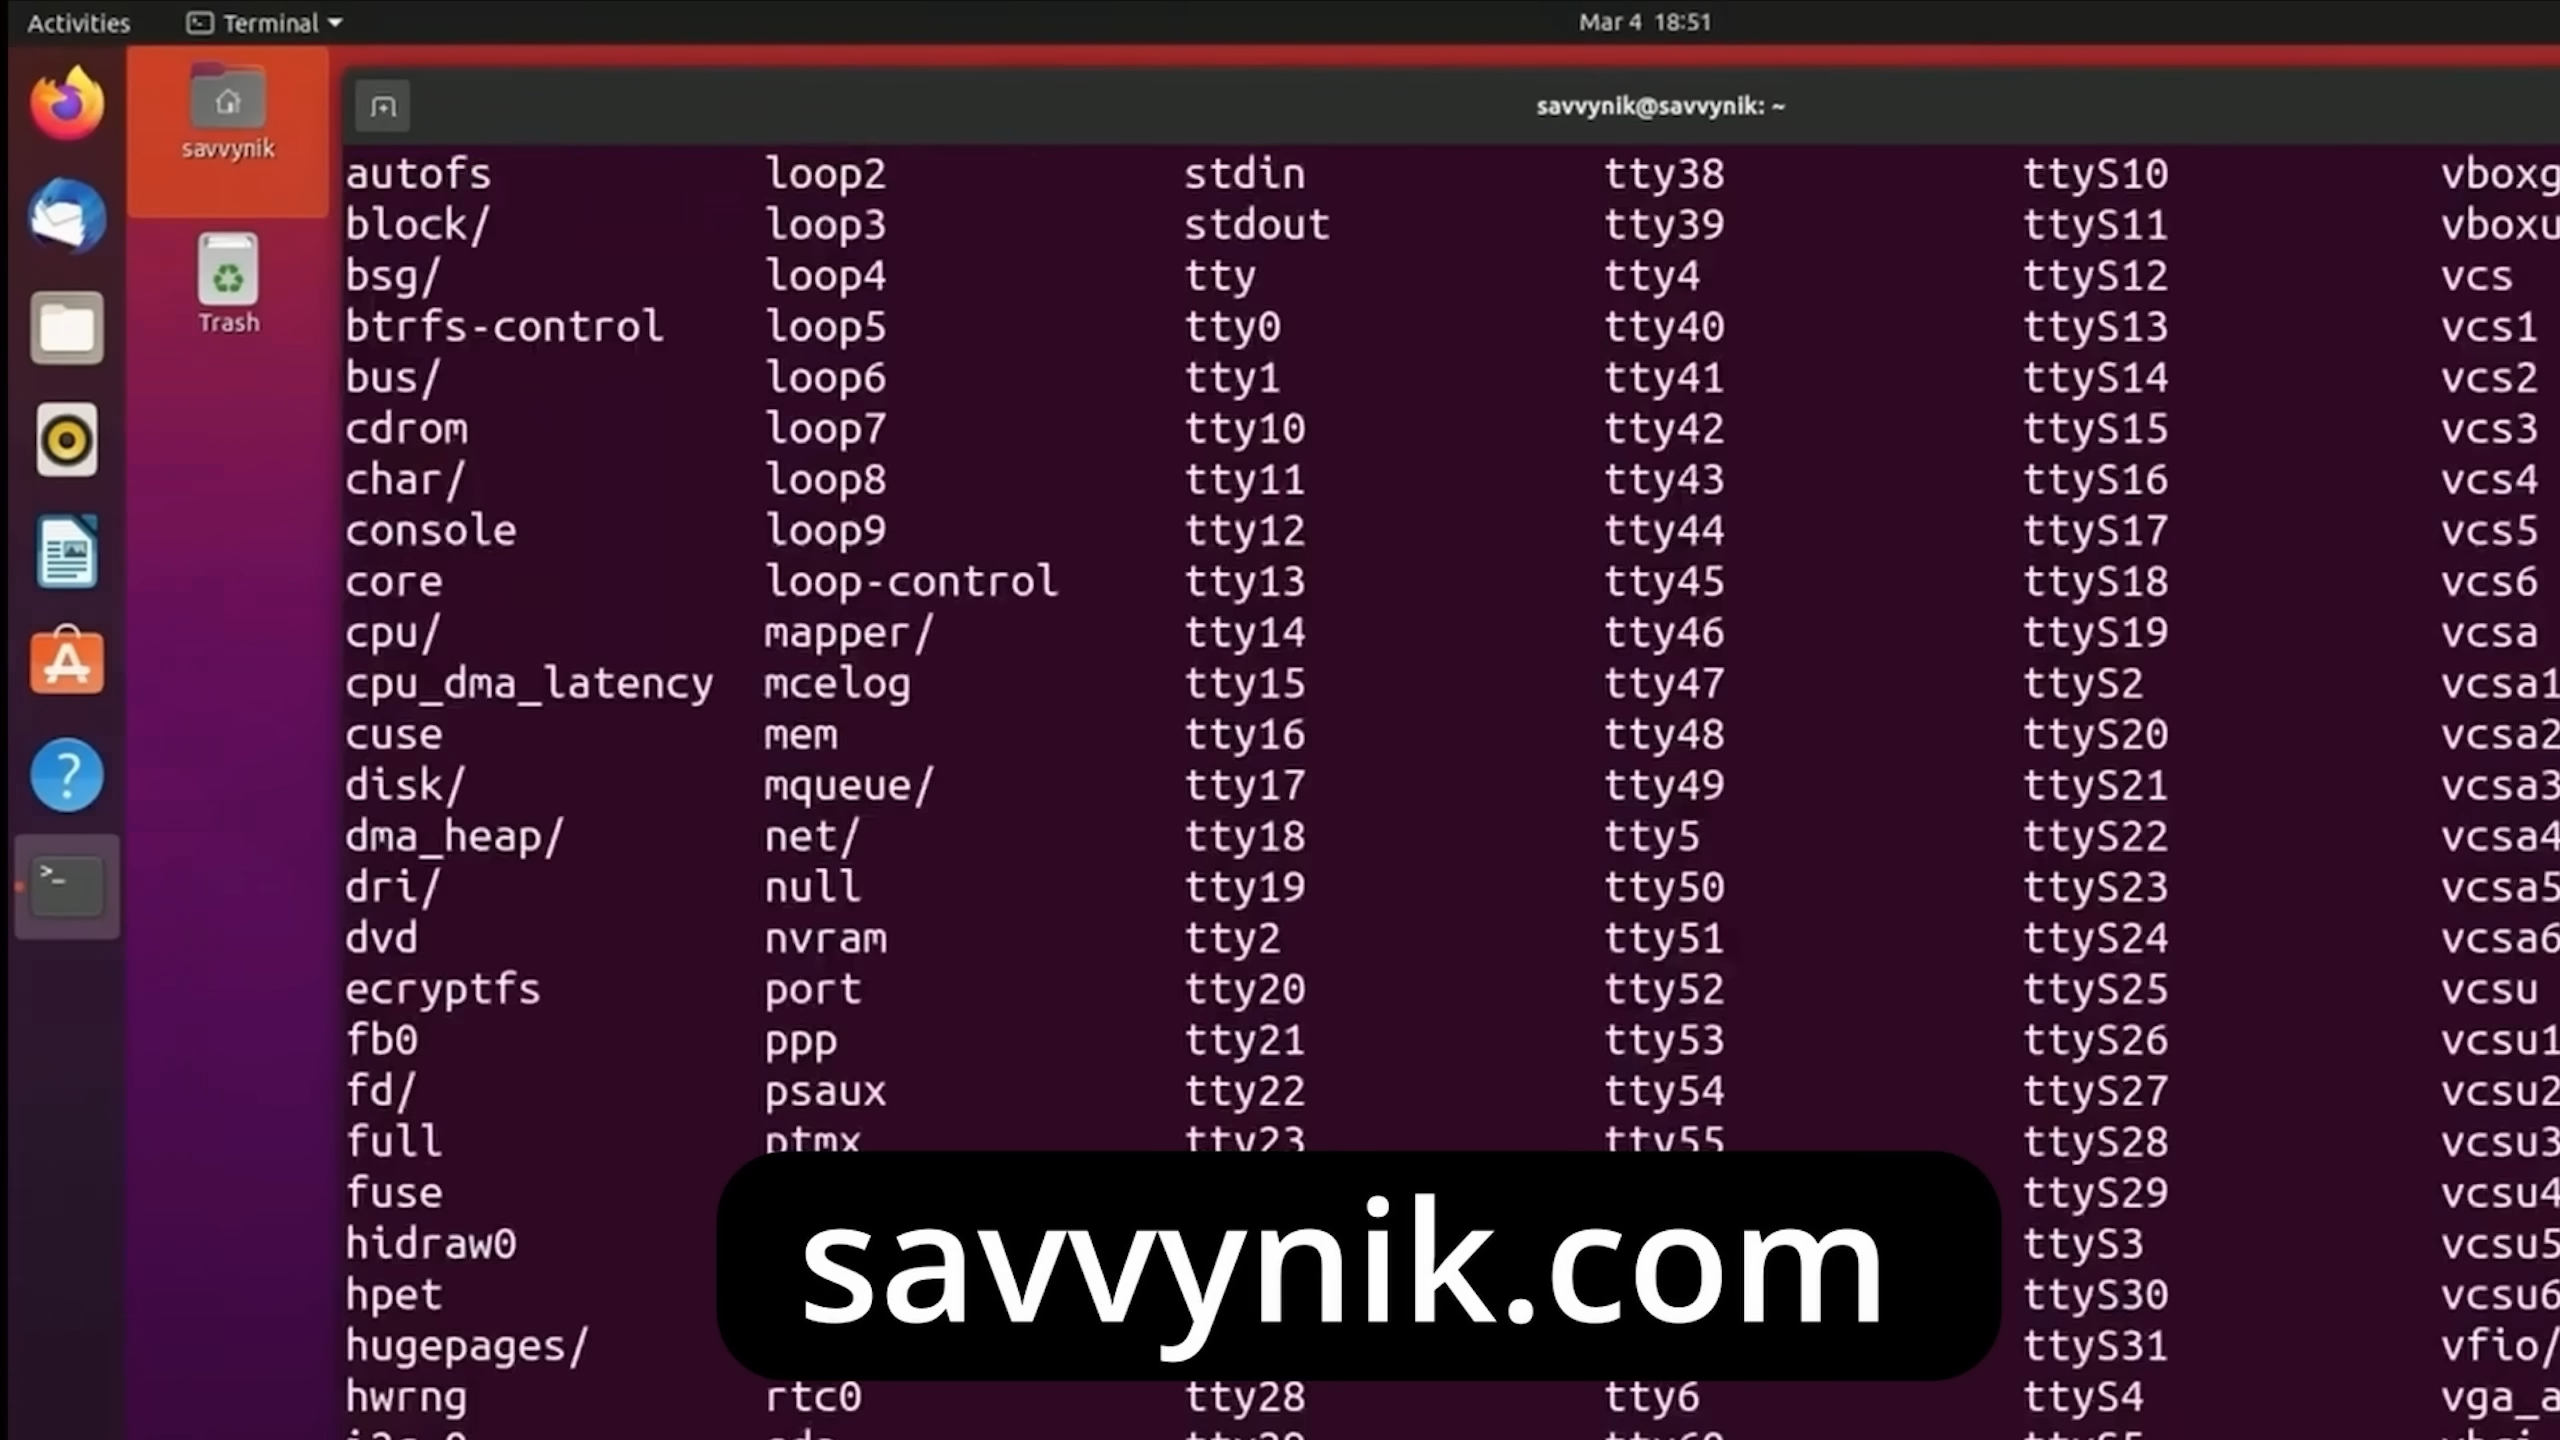 Activities Terminal Mar 4 18:51
savvynik@savvynik: ~
savvynik
Trash
autofs loop2 stdin tty38 ttyS10
block/ loop3 stdout tty39 ttyS11
bsg/ loop4 tty tty4 ttyS12 vcs
btrfs-control loop5 tty0 tty40 ttyS13 vcs1
bus/ loop6 tty1 tty41 ttyS14 vcs2
cdrom loop7 tty10 tty42 ttyS15 vcs3
char/ loop8 tty11 tty43 ttyS16 vcs4
console loop9 tty12 tty44 ttyS17 vcs5
core loop-control tty13 tty45 ttyS18 vcs6
cpu/ mapper/ tty14 tty46 ttyS19 vcsa
cpu_dma_latency mcelog tty15 tty47 ttyS2 vcsa1
cuse mem tty16 tty48 ttyS20 vcsa2
disk/ mqueue/ tty17 tty49 ttyS21 vcsa3
dma_heap/ net/ tty18 tty5 ttyS22 vcsa4
dri/ null tty19 tty50 ttyS23 vcsa5
dvd nvram tty2 tty51 ttyS24 vcsa6
ecryptfs port tty20 tty52 ttyS25 vcsu
fb0 ppp tty21 tty53 ttyS26 vcsu1
fd/ psaux tty22 tty54 ttyS27 vcsu2
full ptmx tty23 tty55 ttyS28 vcsu3
fuse ttyS29 vcsu4
hidraw0 ttyS3 vcsu5
hpet ttyS30 vcsu6
hugepages/ ttyS31 vfio/
hwrng rtc0 tty28 tty6 ttyS4
savvynik.com